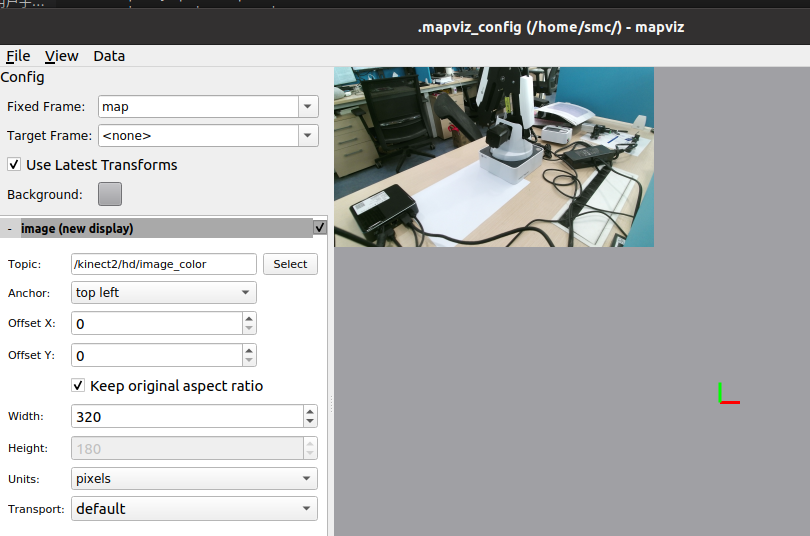 .mapviz_config (/home/smc/) - mapviz
File View Data
Config
Fixed Frame: map
Target Frame: <none>
Use Latest Transforms
Background:
- image (new display)
Topic: /kinect2/hd/image_color Select
Anchor: top left
Offset X: 0
Offset Y: 0
Keep original aspect ratio
Width: 320
Height: 180
Units: pixels
Transport: default